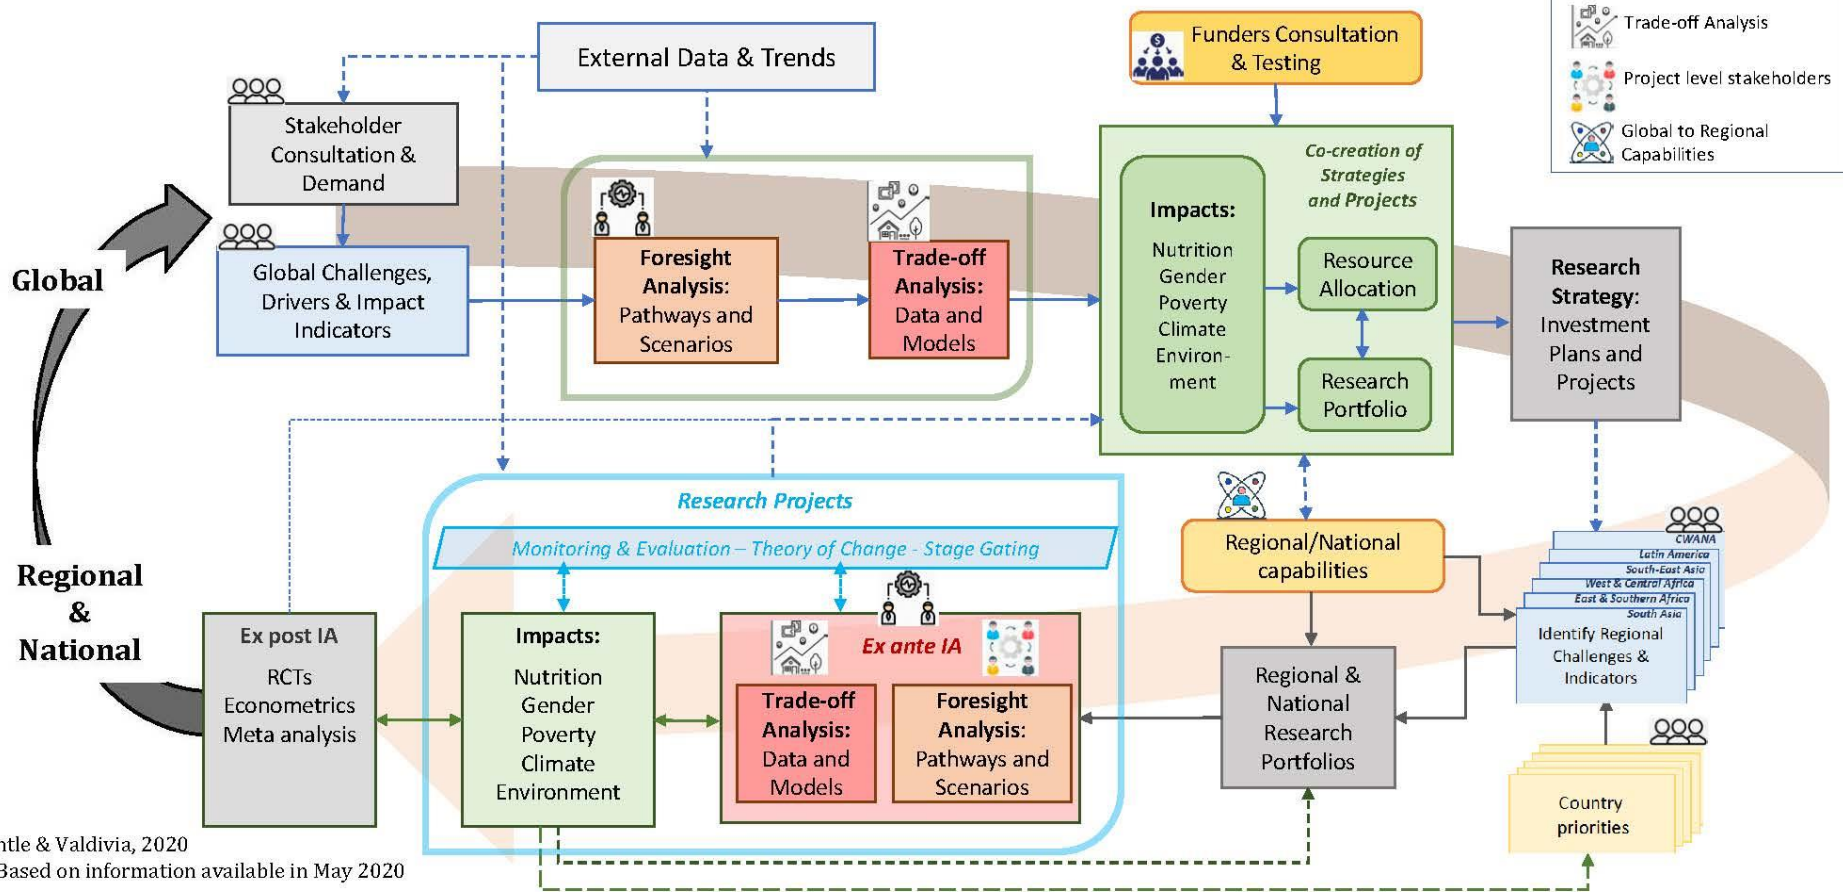 External Data & Trends
Funders Consultation
& Testing
Trade-off Analysis
Project level stakeholders
Global to Regional
Capabilities
Stakeholder
Consultation &
Demand
Global Challenges,
Drivers & Impact
Indicators
Foresight
Analysis:
Pathways and
Scenarios
Trade-off
Analysis:
Data and
Models
Co-creation of
Strategies
and Projects
Impacts:
Nutrition
Gender
Poverty
Climate
Environ-
ment
Resource
Allocation
Research
Portfolio
Research
Strategy:
Investment
Plans and
Projects
Global
Regional
&
National
Research Projects
Monitoring & Evaluation – Theory of Change - Stage Gating
Ex post IA
RCTs
Econometrics
Meta analysis
Impacts:
Nutrition
Gender
Poverty
Climate
Environment
Ex ante IA
Trade-off
Analysis:
Data and
Models
Foresight
Analysis:
Pathways and
Scenarios
Regional/National
capabilities
Regional &
National
Research
Portfolios
CWANA
Latin America
South-East Asia
West & Central Africa
East & Southern Africa
South Asia
Identify Regional
Challenges &
Indicators
Country
priorities
ntle & Valdivia, 2020
Based on information available in May 2020